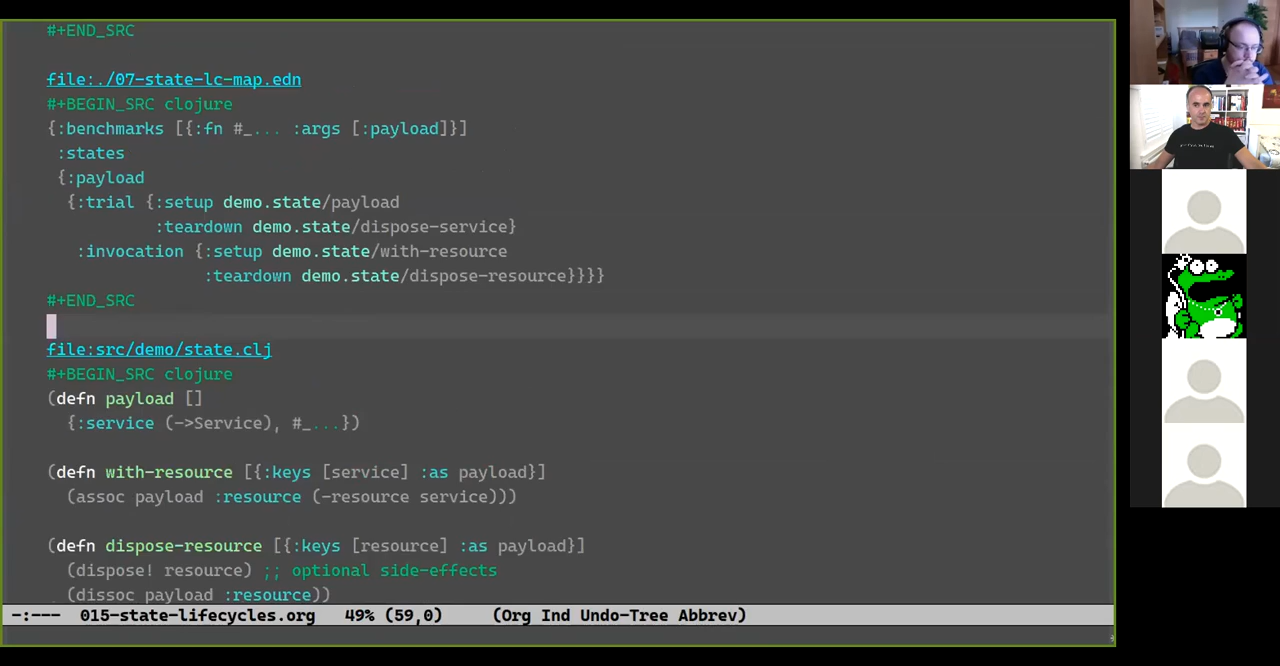 #+END_SRC
file:./07-state-lc-map.edn
#+BEGIN_SRC clojure
{:benchmarks [{:fn #_... :args [:payload]}]
 :states
 {:payload
  {:trial {:setup demo.state/payload
           :teardown demo.state/dispose-service}
   :invocation {:setup demo.state/with-resource
                :teardown demo.state/dispose-resource}}}}
#+END_SRC
file:src/demo/state.clj
#+BEGIN_SRC clojure
(defn payload []
  {:service (->Service), #_...})
(defn with-resource [{:keys [service] :as payload}]
  (assoc payload :resource (-resource service)))
(defn dispose-resource [{:keys [resource] :as payload}]
  (dispose! resource) ;; optional side-effects
  (dissoc payload :resource))
-:---  015-state-lifecycles.org   49% (59,0)     (Org Ind Undo-Tree Abbrev)